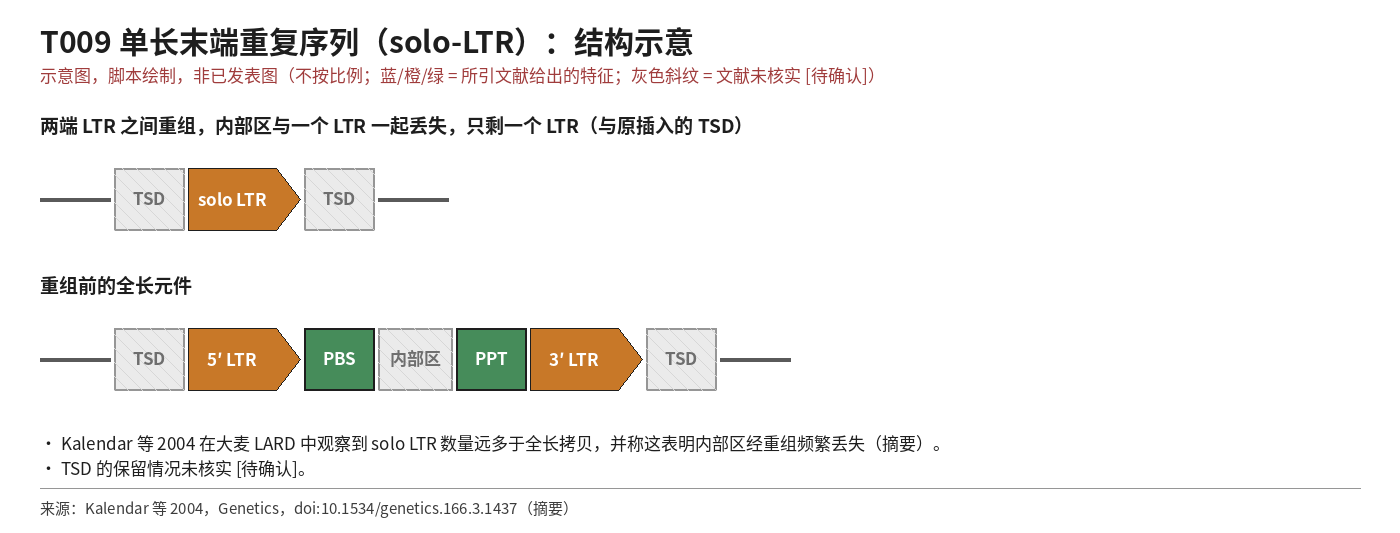 T009 单长末端重复序列（solo-LTR）：结构示意
示意图，脚本绘制，非已发表图（不按比例；蓝/橙/绿 = 所引文献给出的特征；灰色斜纹 = 文献未核实 [待确认]）
两端 LTR 之间重组，内部区与一个 LTR 一起丢失，只剩一个 LTR（与原插入的 TSD）
TSD solo LTR TSD
重组前的全长元件
TSD 5′ LTR PBS 内部区 PPT 3′ LTR TSD
· Kalendar 等 2004 在大麦 LARD 中观察到 solo LTR 数量远多于全长拷贝，并称这表明内部区经重组频繁丢失（摘要）。
· TSD 的保留情况未核实 [待确认]。
来源：Kalendar 等 2004，Genetics，doi:10.1534/genetics.166.3.1437（摘要）